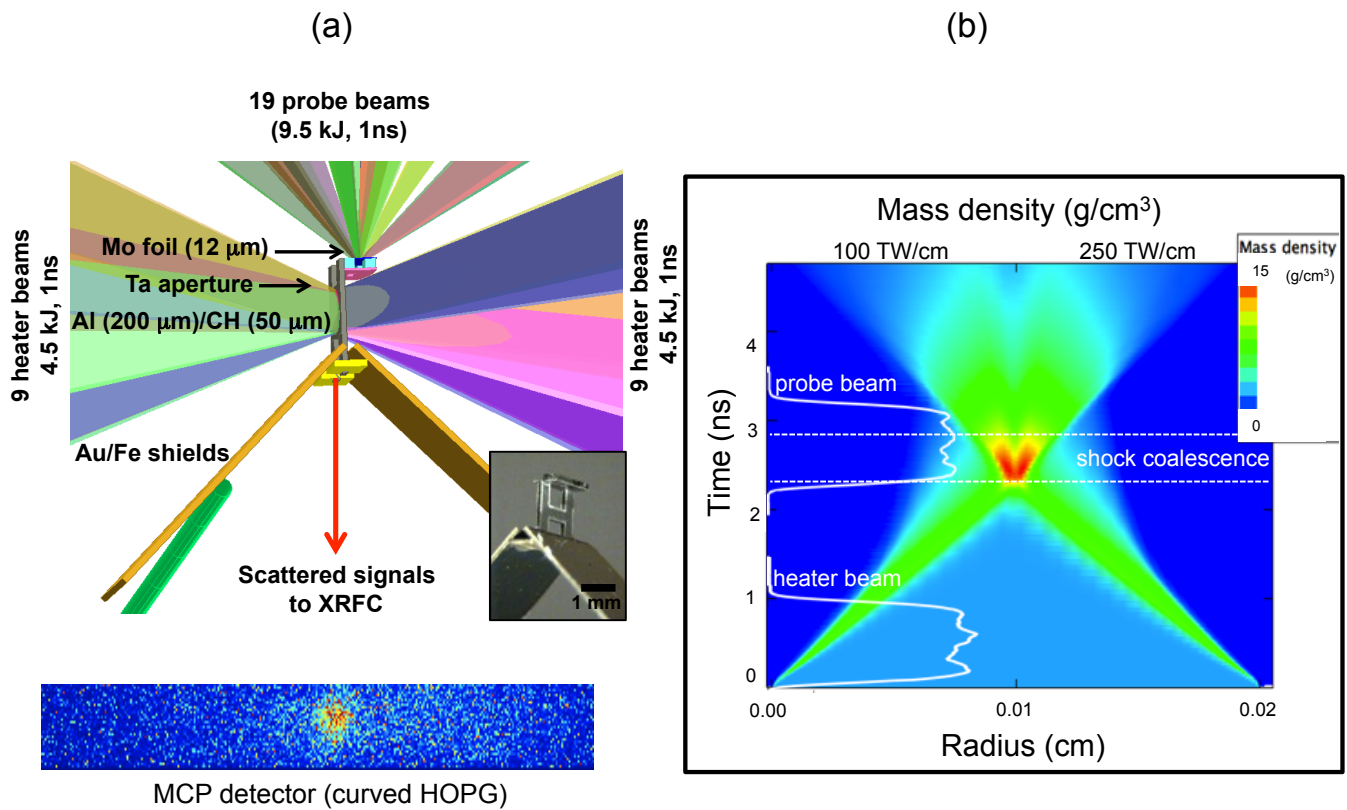 (a)
(b)
19 probe beams
(9.5 kJ, 1ns)
9 heater beams
4.5 kJ, 1ns)
Mo foil (12 μm)
Ta aperture
Al (200 μm)/CH (50 μm)
9 heater beams
4.5 kJ, 1ns)
Au/Fe shields
Scattered signals
to XRFC
1 mm
MCP detector (curved HOPG)
Mass density (g/cm³)
100 TW/cm
250 TW/cm
Mass density
15
(g/cm³)
0
Time (ns)
4
3
2
1
0
probe beam
shock coalescence
heater beam
0.00
0.01
0.02
Radius (cm)